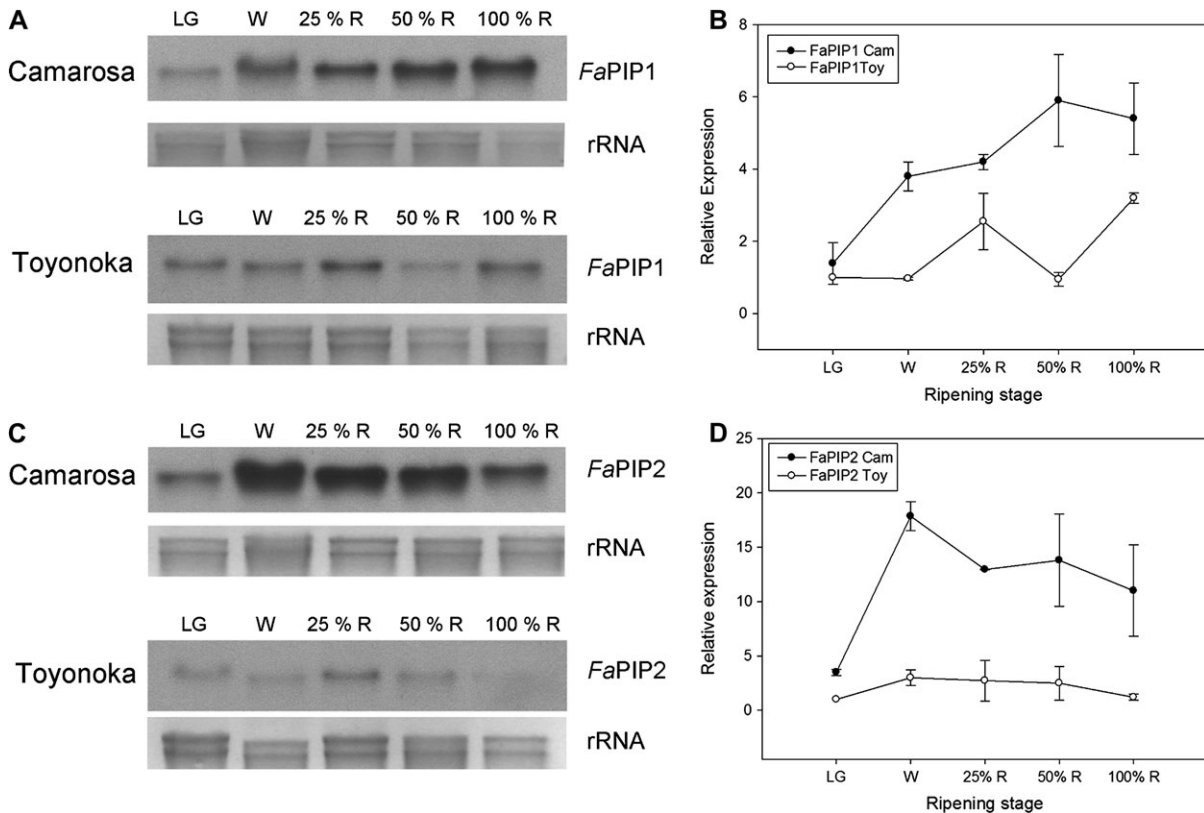 A
LG W 25 % R 50 % R 100 % R
Camarosa
FaPIP1
rRNA
LG W 25 % R 50 % R 100 % R
Toyonoka
FaPIP1
rRNA
B
8
6
4
2
0
Relative Expression
FaPIP1 Cam
FaPIP1Toy
LG W 25% R 50% R 100% R
Ripening stage
C
LG W 25 % R 50 % R 100 % R
Camarosa
FaPIP2
rRNA
LG W 25 % R 50 % R 100 % R
Toyonoka
FaPIP2
rRNA
D
25
20
15
10
5
0
Relative expression
FaPIP2 Cam
FaPIP2 Toy
LG W 25% R 50% R 100% R
Ripening stage